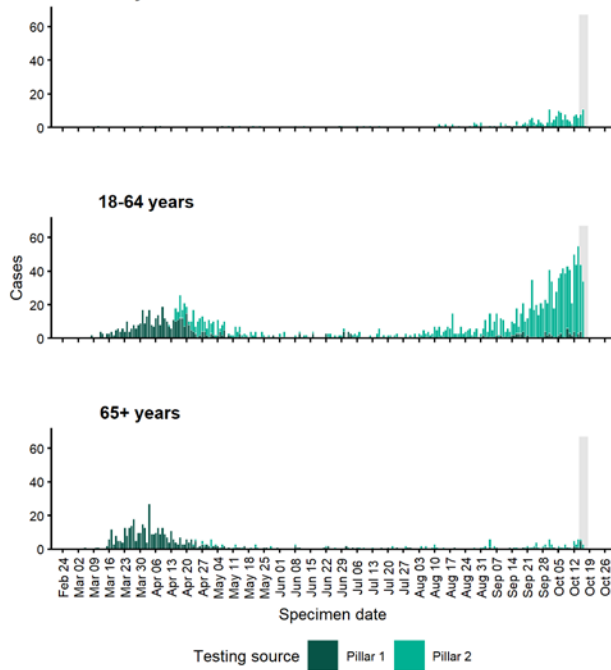 60
40
20
0
18-64 years
60
40
20
0
Cases
65+ years
60
40
20
0
Feb 24
Mar 02
Mar 09
Mar 16
Mar 23
Mar 30
Apr 06
Apr 13
Apr 20
Apr 27
May 04
May 11
May 18
May 25
Jun 01
Jun 08
Jun 15
Jun 22
Jun 29
Jul 06
Jul 13
Jul 20
Jul 27
Aug 03
Aug 10
Aug 17
Aug 24
Aug 31
Sep 07
Sep 14
Sep 21
Sep 28
Oct 05
Oct 12
Oct 19
Oct 26
Specimen date
Testing source Pillar 1 Pillar 2